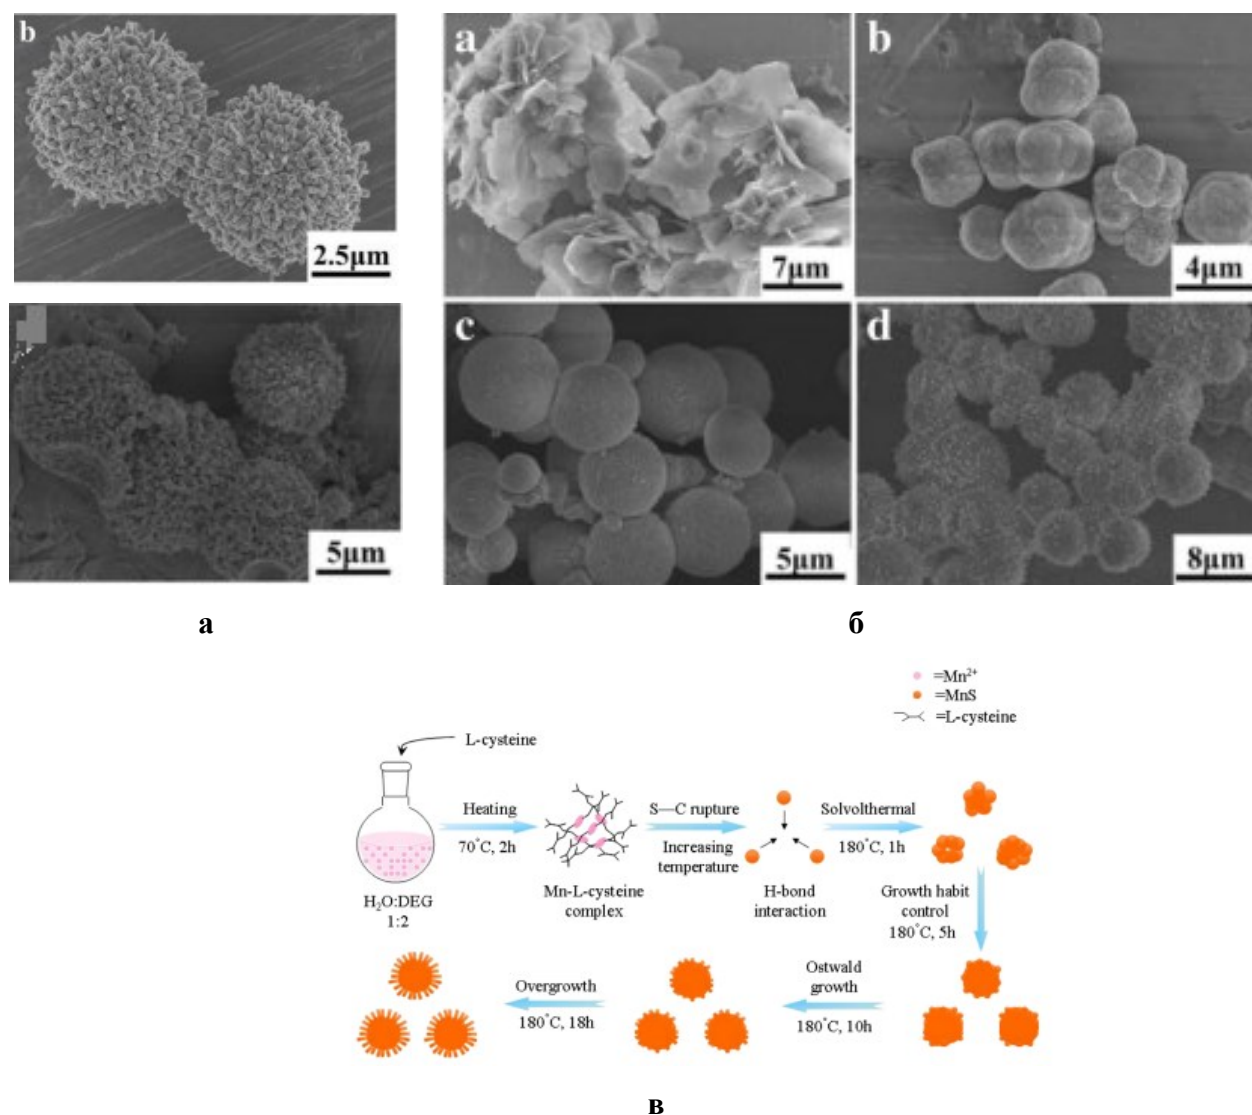 b
2.5μm
5μm
a
7μm
b
4μm
c
5μm
d
8μm
а
б
=Mn²⁺
=MnS
=L-cysteine
L-cysteine
Heating
70°C, 2h
S—C rupture
Increasing
temperature
Solvolthermal
180°C, 1h
H₂O:DEG
1:2
Mn-L-cysteine
complex
H-bond
interaction
Growth habit
control
180°C, 5h
Ostwald
growth
180°C, 10h
Overgrowth
180°C, 18h
в